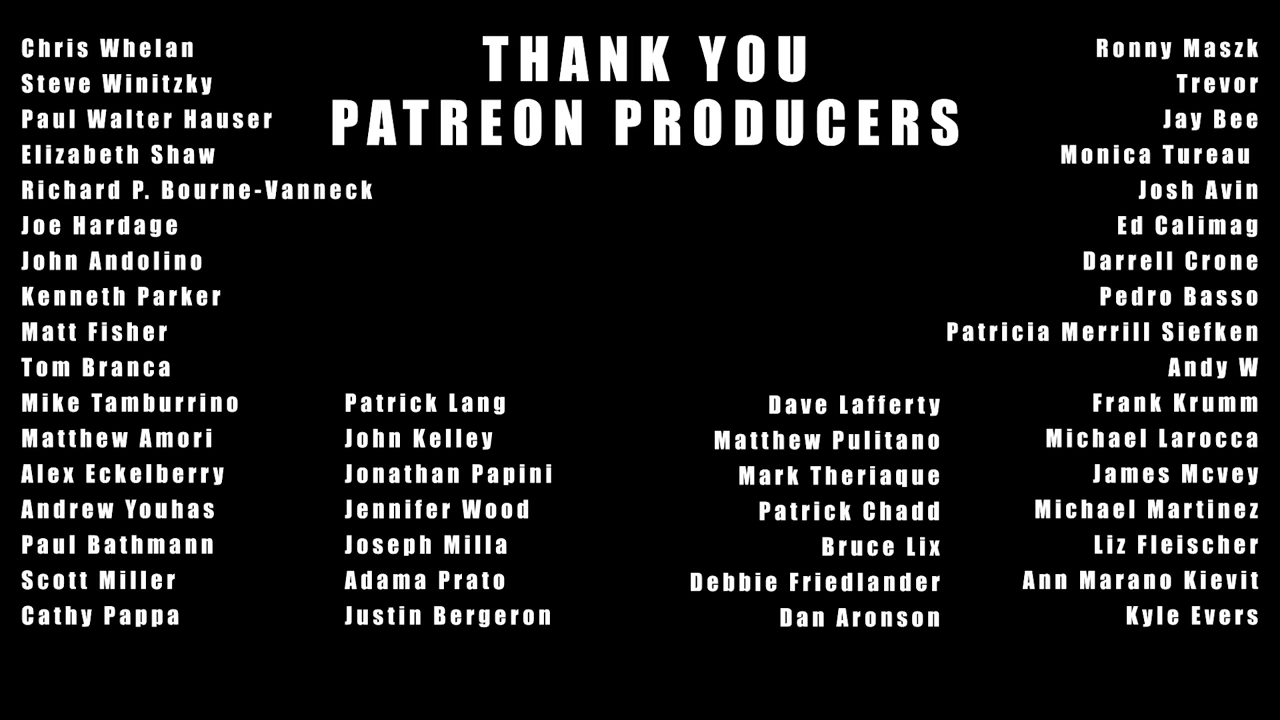 THANK YOU
PATREON PRODUCERS
Chris Whelan
Steve Winitzky
Paul Walter Hauser
Elizabeth Shaw
Richard P. Bourne-Vanneck
Joe Hardage
John Andolino
Kenneth Parker
Matt Fisher
Tom Branca
Mike Tamburrino
Matthew Amori
Alex Eckelberry
Andrew Youhas
Paul Bathmann
Scott Miller
Cathy Pappa
Patrick Lang
John Kelley
Jonathan Papini
Jennifer Wood
Joseph Milla
Adama Prato
Justin Bergeron
Dave Lafferty
Matthew Pulitano
Mark Theriaque
Patrick Chadd
Bruce Lix
Debbie Friedlander
Dan Aronson
Ronny Maszk
Trevor
Jay Bee
Monica Tureau
Josh Avin
Ed Calimag
Darrell Crone
Pedro Basso
Patricia Merrill Siefken
Andy W
Frank Krumm
Michael Larocca
James Mcvey
Michael Martinez
Liz Fleischer
Ann Marano Kievit
Kyle Evers